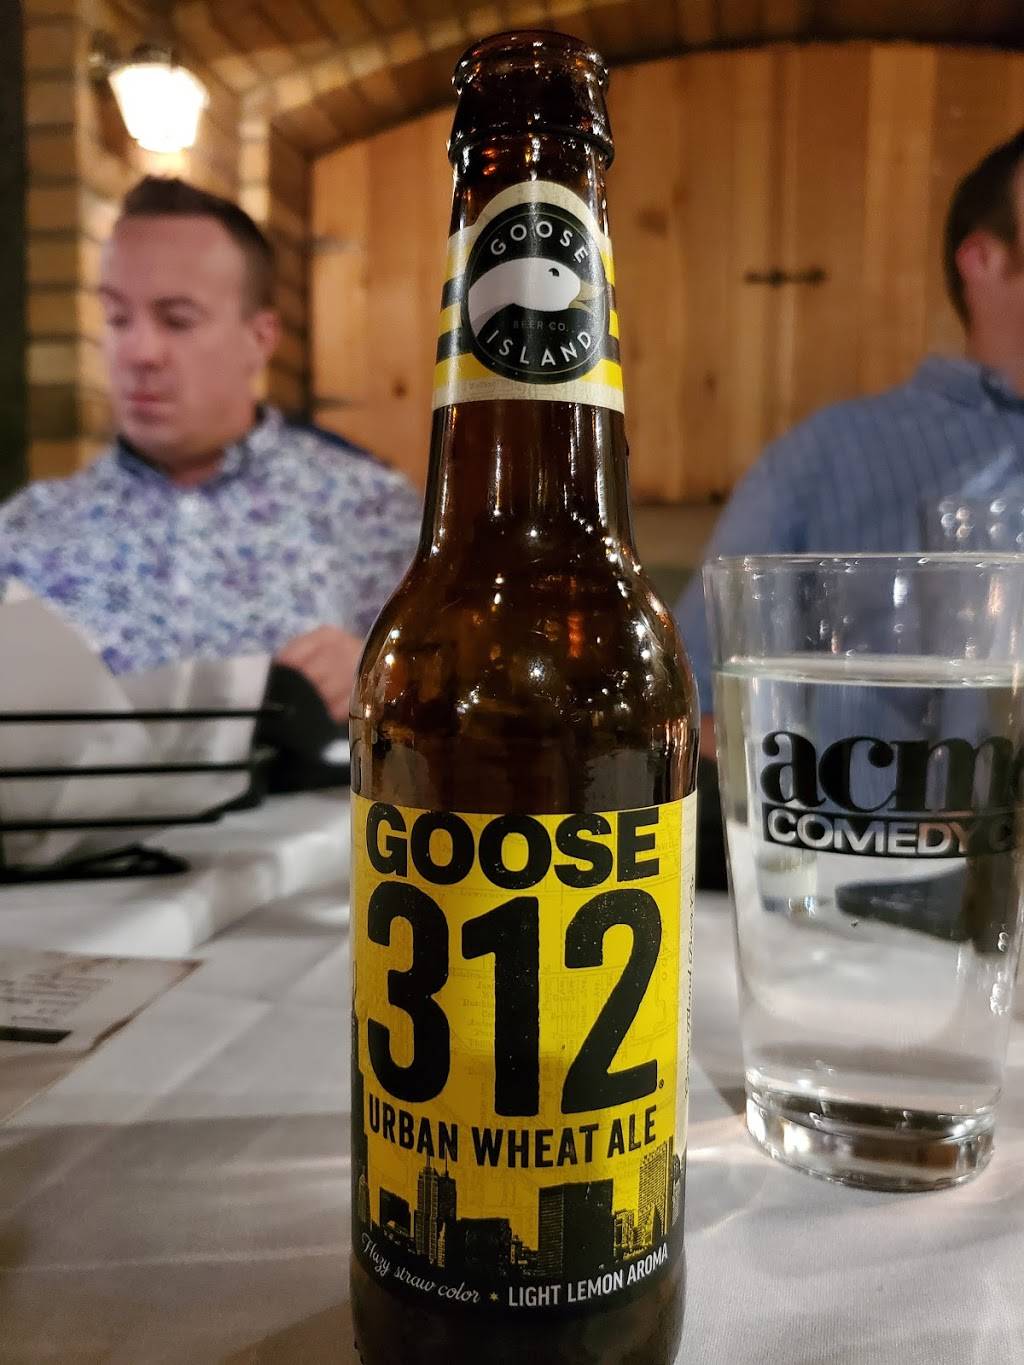 GOOSE
BEER CO.
ISLAND
acm
COMEDY C
GOOSE
312
URBAN WHEAT ALE
Hazy straw color * LIGHT LEMON AROMA